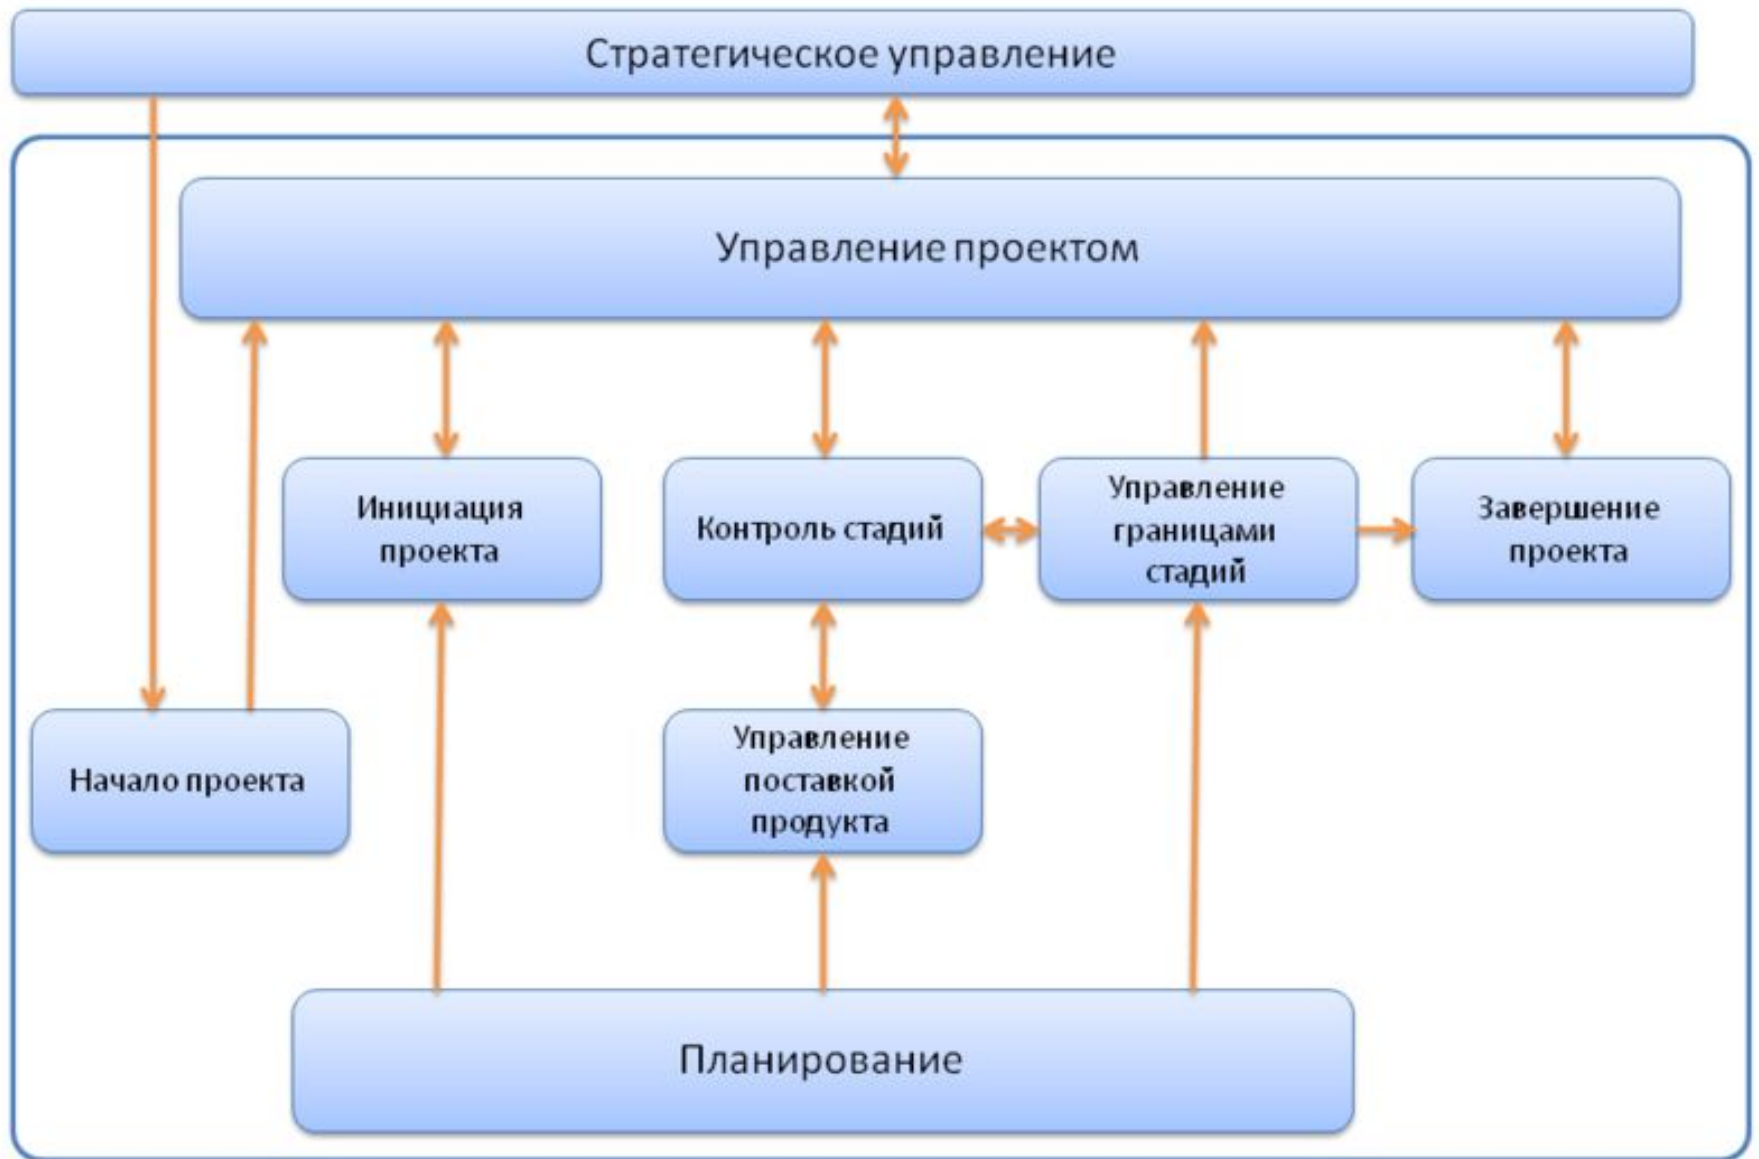 Стратегическое управление
Управление проектом
Инициация
проекта
Контроль стадий
Управление
границами
стадий
Завершение
проекта
Начало проекта
Управление
поставкой
продукта
Планирование